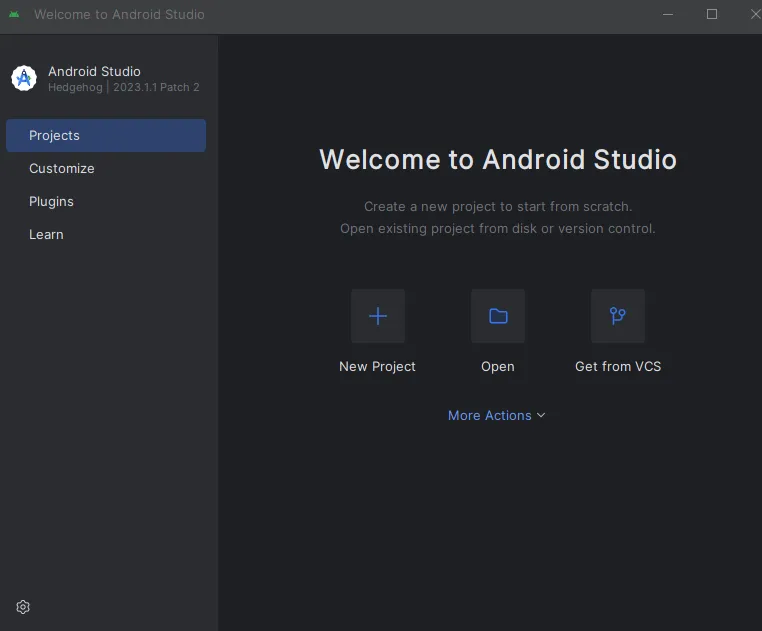 Welcome to Android Studio
Android Studio
Hedgehog | 2023.1.1 Patch 2
Projects
Customize
Plugins
Learn
Welcome to Android Studio
Create a new project to start from scratch.
Open existing project from disk or version control.
New Project
Open
Get from VCS
More Actions